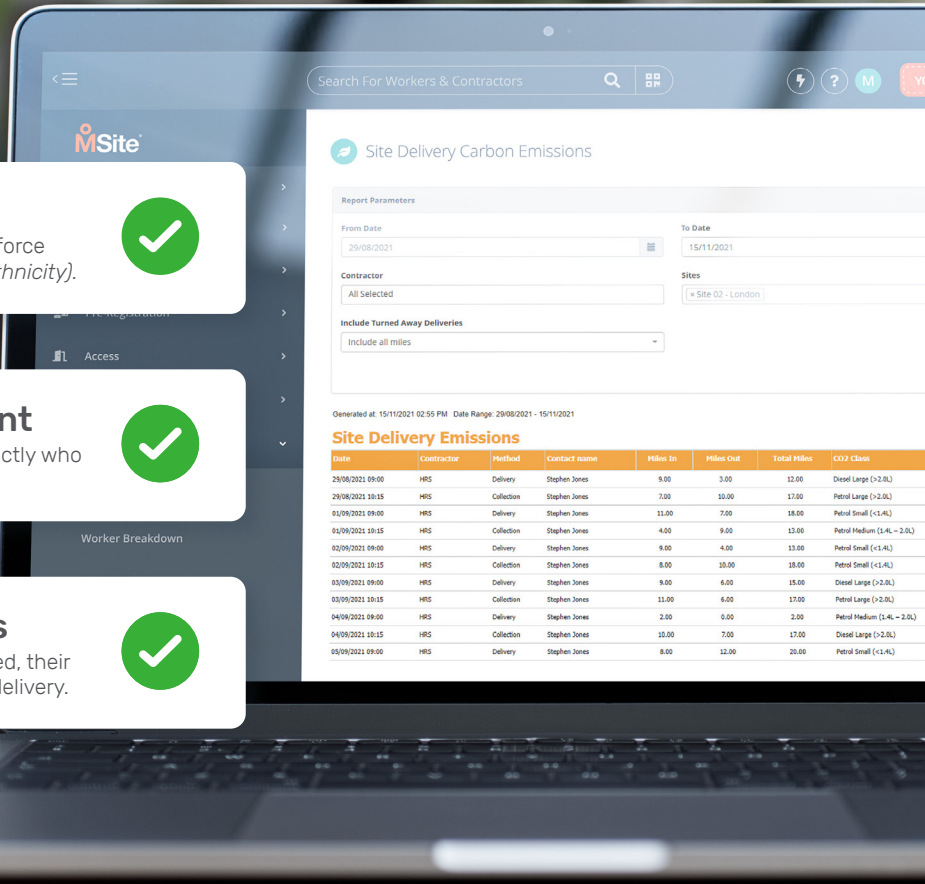 Search For Workers & Contractors
? M YO
MSite
Site Delivery Carbon Emissions
force
thnicity).
Pre-Registration
Access
nt
ctly who
Worker Breakdown
s
ed, their
delivery.
Report Parameters
From Date To Date
29/08/2021 15/11/2021
Contractor Sites
All Selected × Site 02 - London
Include Turned Away Deliveries
Include all miles
Generated at: 15/11/2021 02:55 PM Date Range: 29/08/2021 - 15/11/2021
Site Delivery Emissions
Date Contractor Method Contact name Miles In Miles Out Total Miles CO2 Class
29/08/2021 09:00 HRS Delivery Stephen Jones 9.00 3.00 12.00 Diesel Large (>2.0L)
29/08/2021 10:15 HRS Collection Stephen Jones 7.00 10.00 17.00 Petrol Large (>2.0L)
01/09/2021 09:00 HRS Delivery Stephen Jones 11.00 7.00 18.00 Petrol Small (<1.4L)
01/09/2021 10:15 HRS Collection Stephen Jones 4.00 9.00 13.00 Petrol Medium (1.4L – 2.0L)
02/09/2021 09:00 HRS Delivery Stephen Jones 9.00 4.00 13.00 Petrol Small (<1.4L)
02/09/2021 10:15 HRS Collection Stephen Jones 8.00 10.00 18.00 Petrol Small (<1.4L)
03/09/2021 09:00 HRS Delivery Stephen Jones 9.00 6.00 15.00 Diesel Large (>2.0L)
03/09/2021 10:15 HRS Collection Stephen Jones 11.00 6.00 17.00 Petrol Large (>2.0L)
04/09/2021 09:00 HRS Delivery Stephen Jones 2.00 0.00 2.00 Petrol Medium (1.4L – 2.0L)
04/09/2021 10:15 HRS Collection Stephen Jones 10.00 7.00 17.00 Diesel Large (>2.0L)
05/09/2021 09:00 HRS Delivery Stephen Jones 8.00 12.00 20.00 Petrol Small (<1.4L)